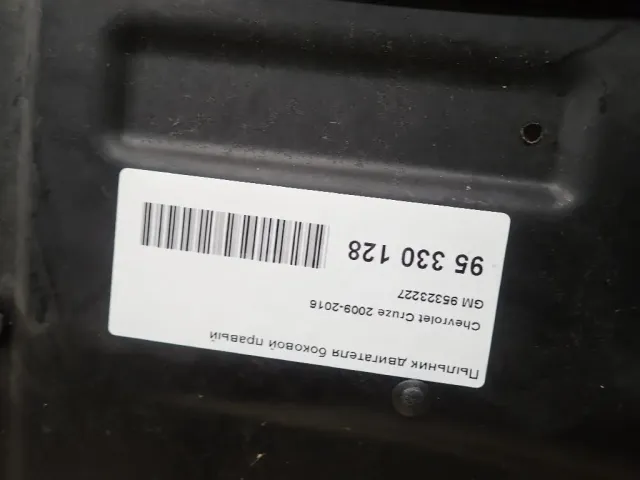 Пыльник двигателя боковой правый
Chevrolet Cruze 2009-2016
GM 95323227
95 330 128